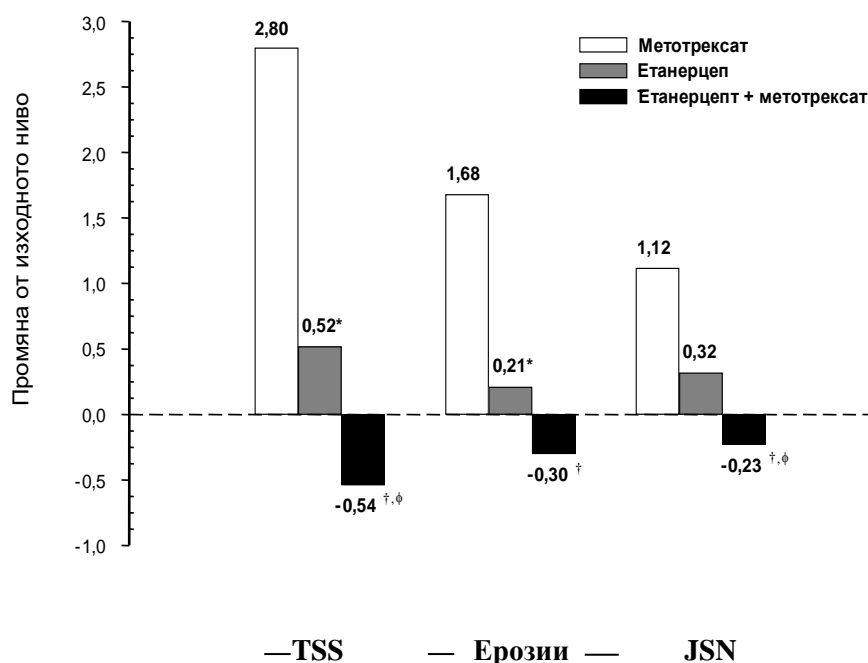 Промяна от изходното ниво
3,0
2,5
2,0
1,5
1,0
0,5
0,0
-0,5
-1,0
Метотрексат
Етанерцеп
Етанерцепт + метотрексат
2,80
0,52*
-0,54 †,ϕ
1,68
0,21*
-0,30 †
1,12
0,32
-0,23 †,ϕ
—TSS — Ерозии — JSN